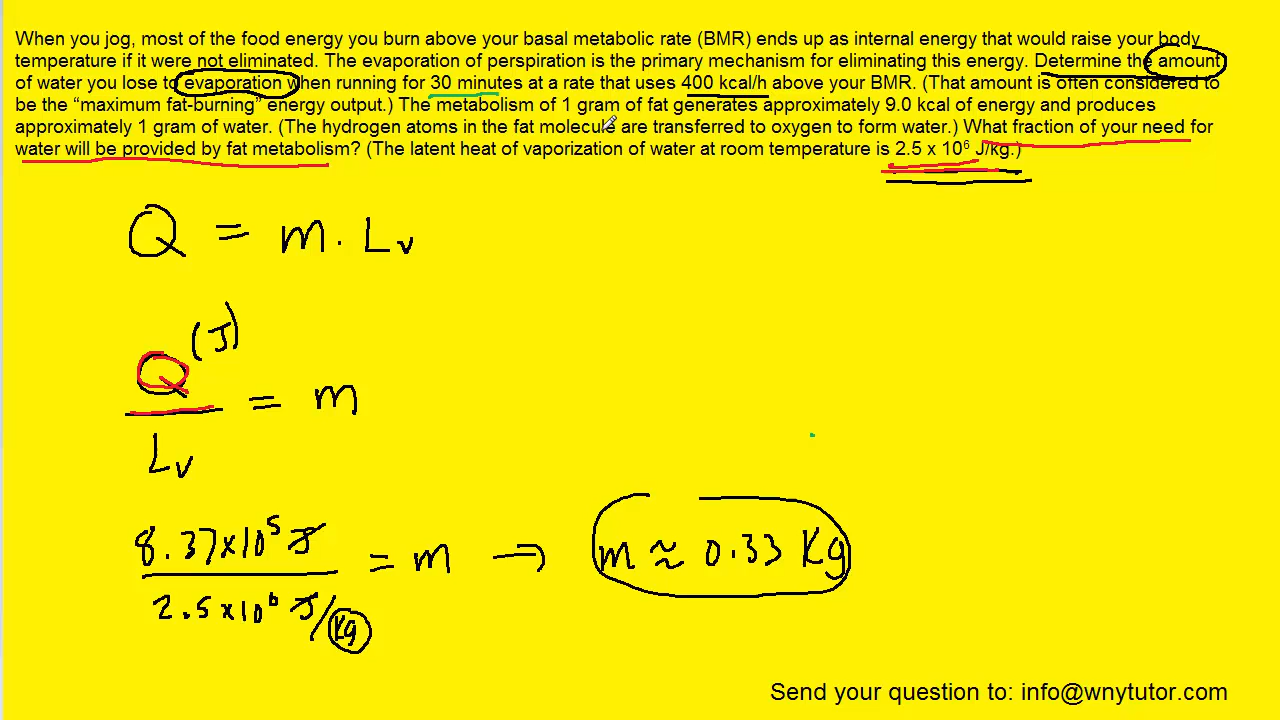 When you jog, most of the food energy you burn above your basal metabolic rate (BMR) ends up as internal energy that would raise your body
temperature if it were not eliminated. The evaporation of perspiration is the primary mechanism for eliminating this energy. Determine the amount
of water you lose to evaporation when running for 30 minutes at a rate that uses 400 kcal/h above your BMR. (That amount is often considered to
be the “maximum fat-burning” energy output.) The metabolism of 1 gram of fat generates approximately 9.0 kcal of energy and produces
approximately 1 gram of water. (The hydrogen atoms in the fat molecule are transferred to oxygen to form water.) What fraction of your need for
water will be provided by fat metabolism? (The latent heat of vaporization of water at room temperature is 2.5 x 10⁶ J/kg.)
Q = m · Lv
Q (J)
= m
Lv
8.37x10⁵ J
= m → m ≈ 0.33 Kg
2.5x10⁶ J/Kg
Send your question to: info@wnytutor.com